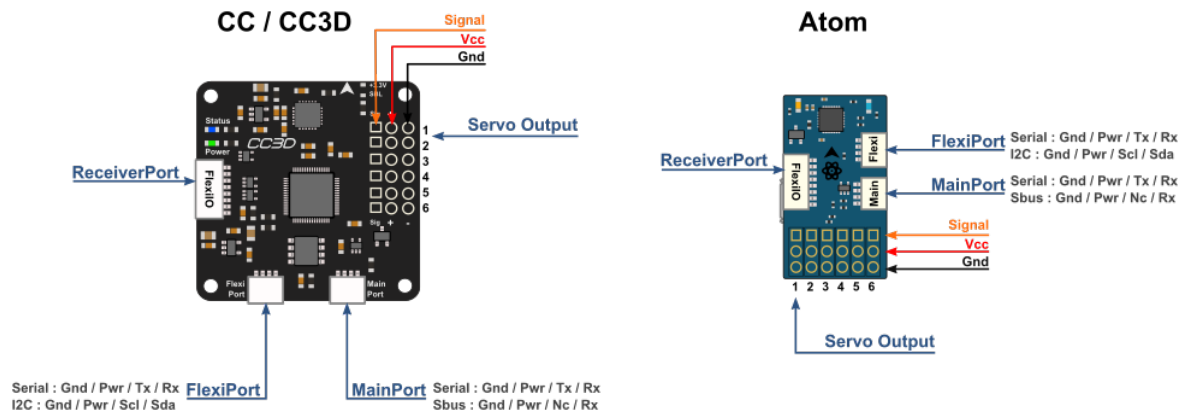 CC / CC3D
Signal
Vcc
Gnd
+3.3V
Status
Power
CC3D
1
2
3
4
5
6
Servo Output
ReceiverPort
FlexiIO
Sig
+
-
Flexi
Port
Main
Port
FlexiPort
Serial : Gnd / Pwr / Tx / Rx
I2C : Gnd / Pwr / Scl / Sda
MainPort
Serial : Gnd / Pwr / Tx / Rx
Sbus : Gnd / Pwr / Nc / Rx
Atom
ReceiverPort
FlexiIO
Flexi
Main
FlexiPort
Serial : Gnd / Pwr / Tx / Rx
I2C : Gnd / Pwr / Scl / Sda
MainPort
Serial : Gnd / Pwr / Tx / Rx
Sbus : Gnd / Pwr / Nc / Rx
Signal
Vcc
Gnd
1 2 3 4 5 6
Servo Output